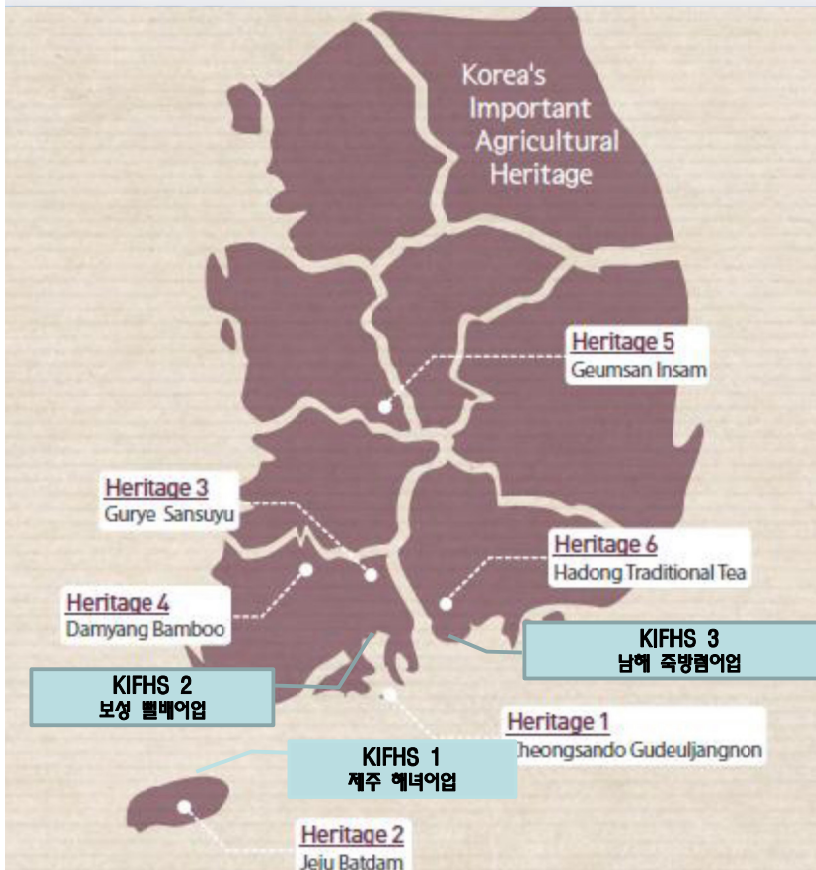 Korea's
Important
Agricultural
Heritage
Heritage 5
Geumsan Insam
Heritage 3
Gurye Sansuyu
Heritage 6
Hadong Traditional Tea
Heritage 4
Damyang Bamboo
KIFHS 3
남해 죽방렴어업
KIFHS 2
보성 뻘배어업
Heritage 1
Cheongsando Gudeuljangnon
KIFHS 1
제주 해녀어업
Heritage 2
Jeju Batdam